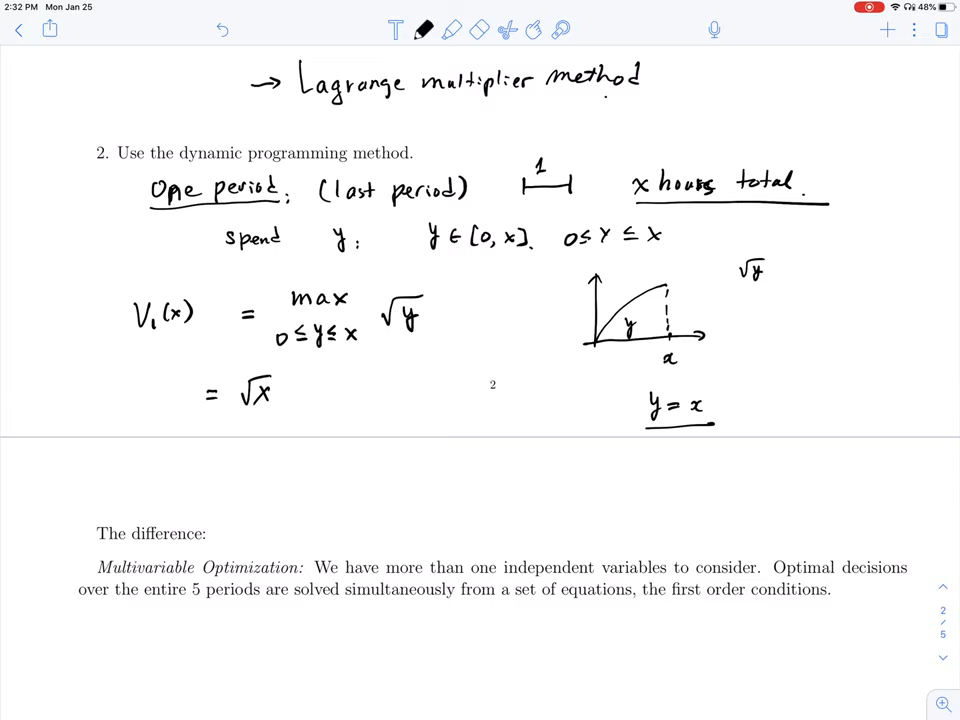 2:32 PM Mon Jan 25
48%
→ Lagrange multiplier method
2. Use the dynamic programming method.
One period: (last period) 1 x hours total.
spend y: y ∈ [0, x]. 0 ≤ y ≤ x
√y
V₁(x) = max √y
0 ≤ y ≤ x
y
x
= √x
2
y = x
The difference:
Multivariable Optimization: We have more than one independent variables to consider. Optimal decisions
over the entire 5 periods are solved simultaneously from a set of equations, the first order conditions.
2
/
5